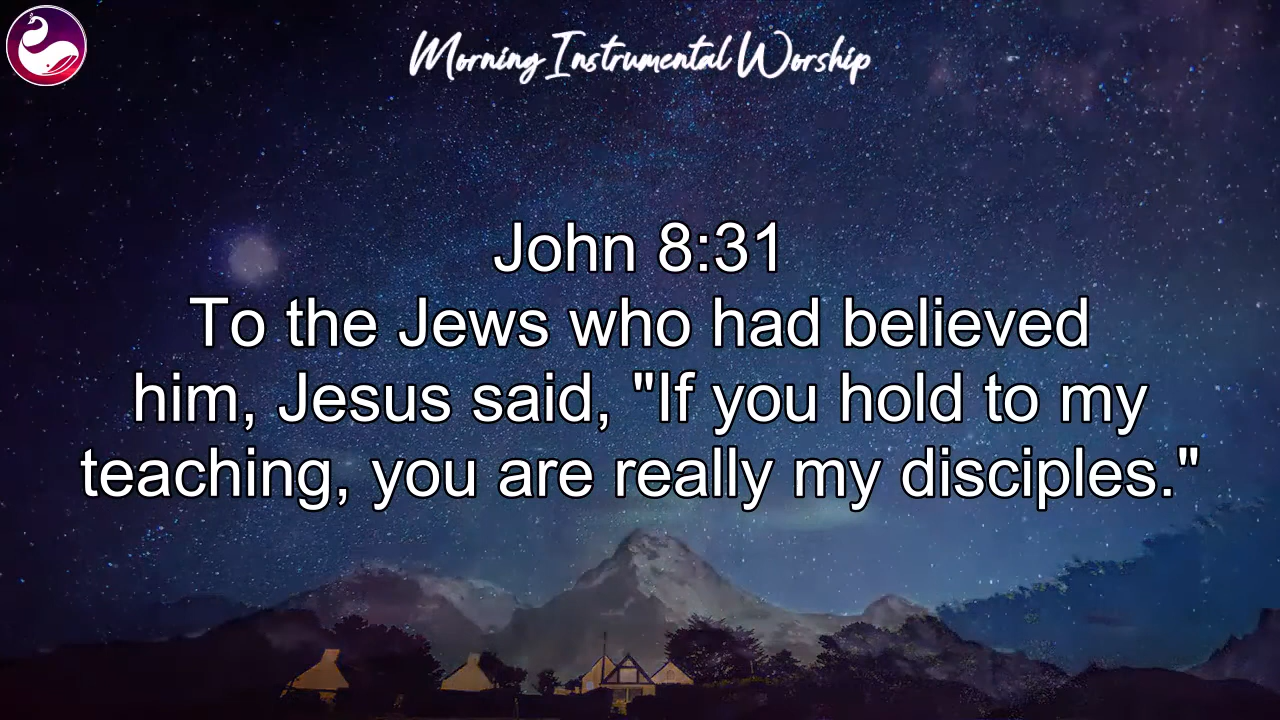 Morning Instrumental Worship
John 8:31
To the Jews who had believed
him, Jesus said, "If you hold to my
teaching, you are really my disciples."